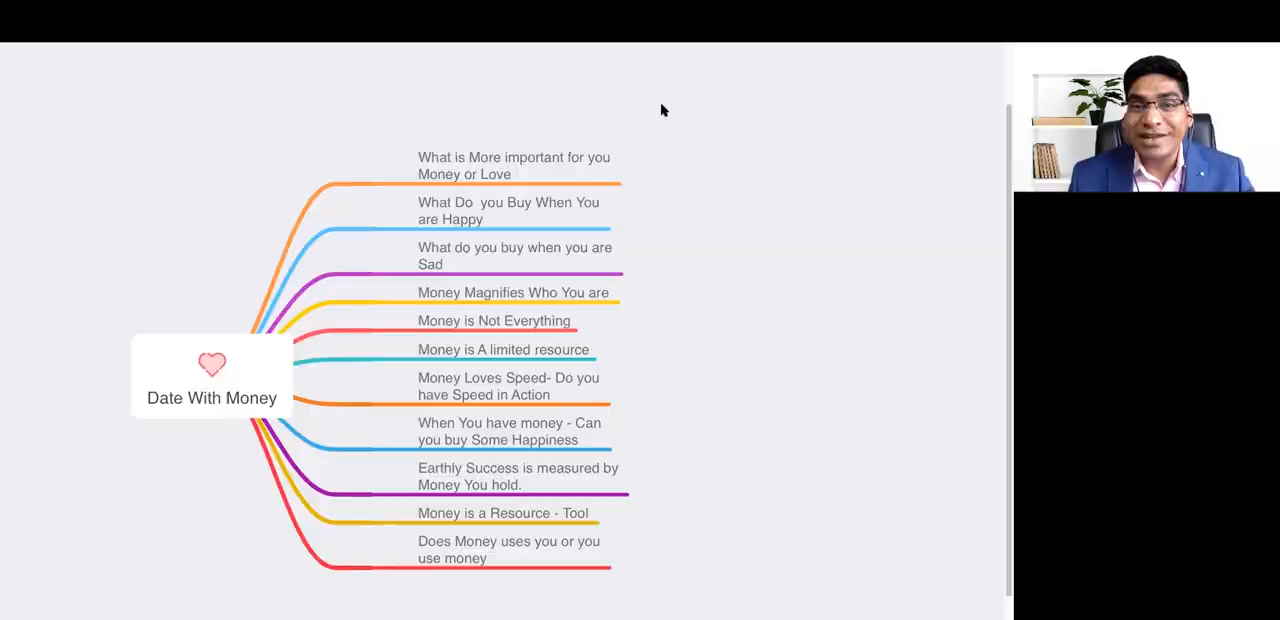 What is More important for you
Money or Love
What Do  you Buy When You
are Happy
What do you buy when you are
Sad
Money Magnifies Who You are
Money is Not Everything
Money is A limited resource
Date With Money
Money Loves Speed- Do you
have Speed in Action
When You have money - Can
you buy Some Happiness
Earthly Success is measured by
Money You hold.
Money is a Resource - Tool
Does Money uses you or you
use money